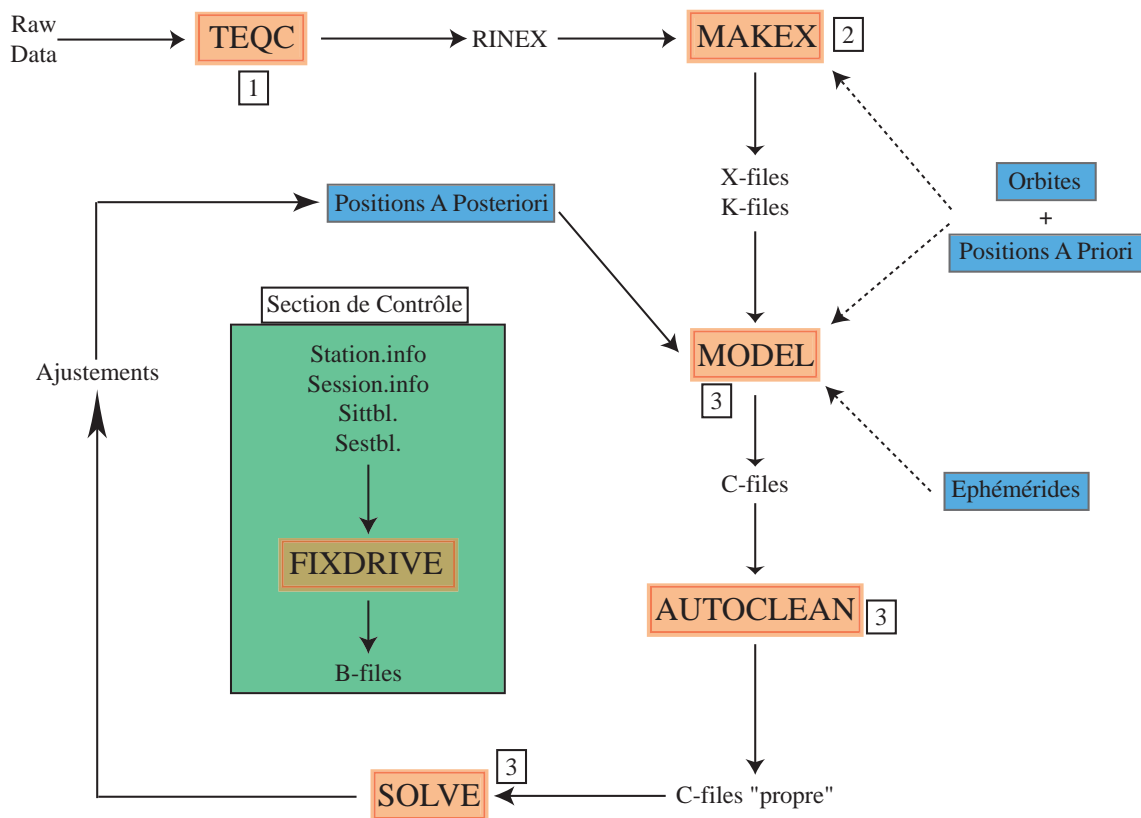 Raw
Data
TEQC
1
RINEX
MAKEX
2
X-files
K-files
Orbites
+
Positions A Priori
Positions A Posteriori
Section de Contrôle
Station.info
Session.info
Sittbl.
Sestbl.
FIXDRIVE
B-files
Ajustements
MODEL
3
C-files
Ephémérides
AUTOCLEAN
3
C-files "propre"
SOLVE
3